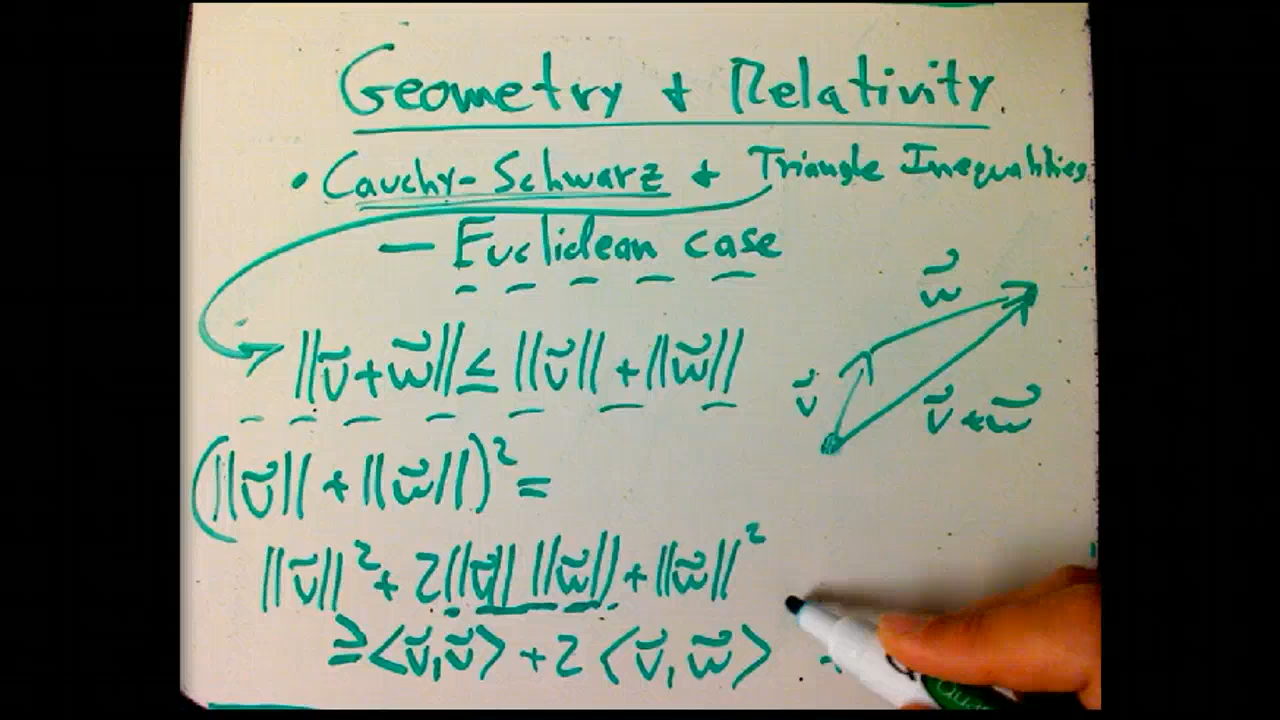 Geometry + Relativity.
• Cauchy-Schwarz + Triangle Inequalities
— Euclidean case
||v⃗+w⃗|| ≤ ||v⃗|| + ||w⃗||
w⃗
v⃗
v⃗+w⃗
(||v⃗|| + ||w⃗||)² =
||v⃗||² + 2||v⃗|| ||w⃗|| + ||w⃗||²
≥ <v⃗,v⃗> + 2 <v⃗,w⃗> +